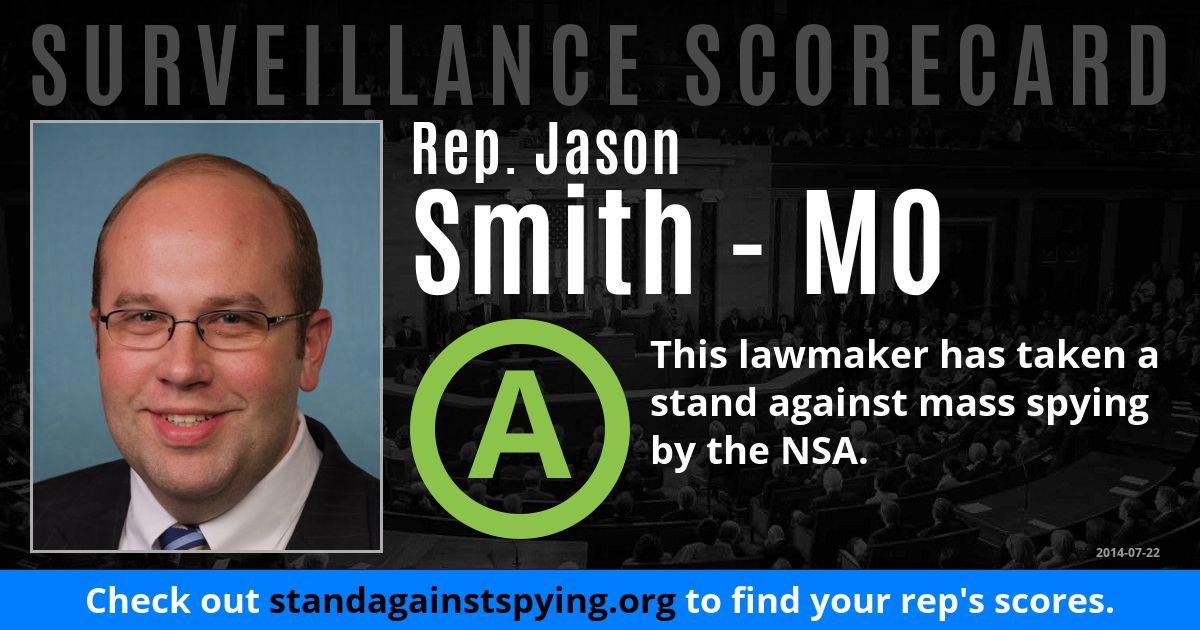 SURVEILLANCE SCORECARD
Rep. Jason
Smith - MO
A
This lawmaker has taken a
stand against mass spying
by the NSA.
2014-07-22
Check out standagainstspying.org to find your rep's scores.